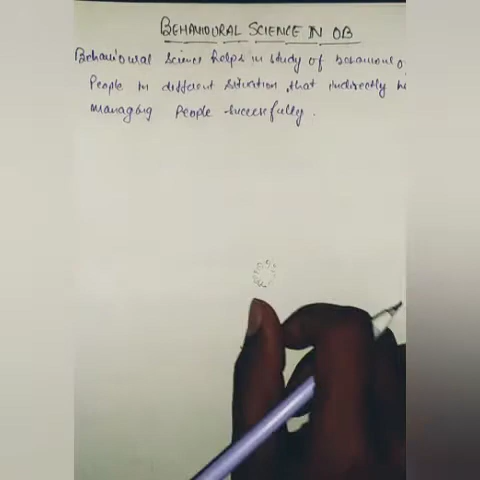 BEHAVIOURAL SCIENCE IN OB
Behavioural Science helps in study of behaviour o
People in different situation, that indirectly h
managing People successfully.